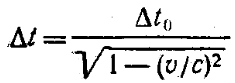 Δt = Δt₀ / √(1 − (v/c)²)